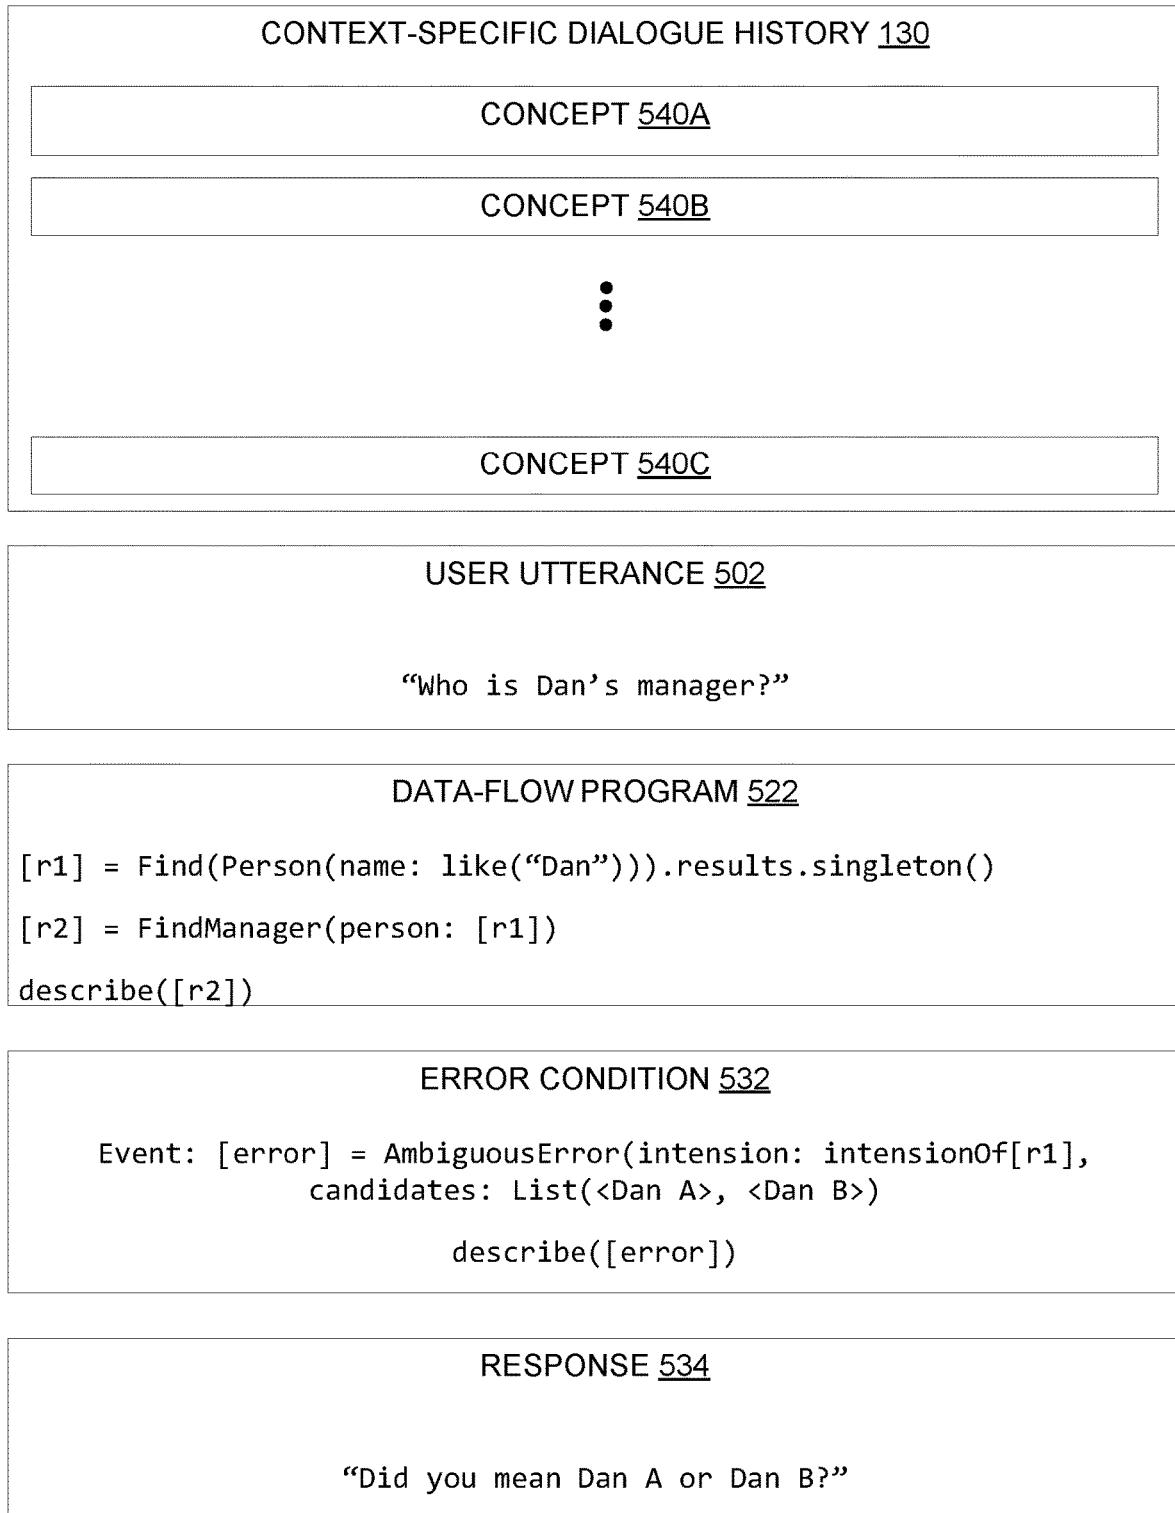 CONTEXT-SPECIFIC DIALOGUE HISTORY 130
CONCEPT 540A
CONCEPT 540B
CONCEPT 540C
USER UTTERANCE 502
“Who is Dan’s manager?”
DATA-FLOW PROGRAM 522
[r1] = Find(Person(name: like(“Dan”))).results.singleton()
[r2] = FindManager(person: [r1])
describe([r2])
ERROR CONDITION 532
Event: [error] = AmbiguousError(intension: intensionOf[r1],
candidates: List(<Dan A>, <Dan B>)
describe([error])
RESPONSE 534
“Did you mean Dan A or Dan B?”